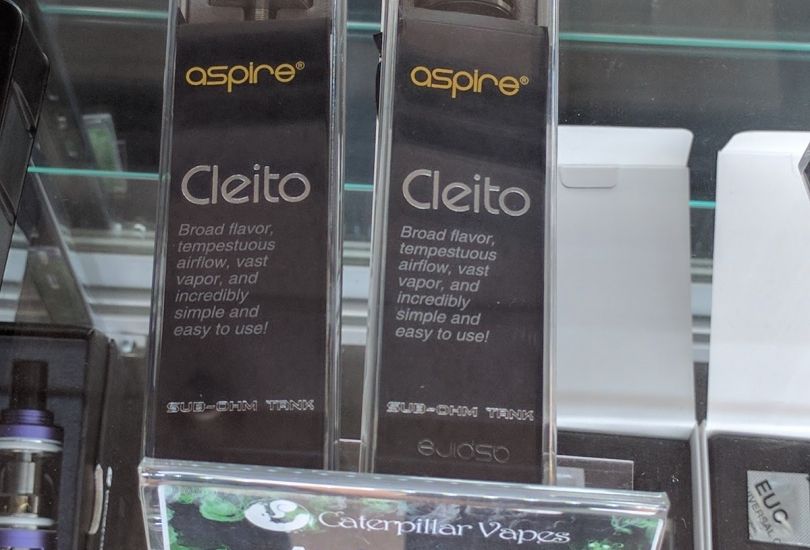 aspire®
Cleito
Broad flavor,
tempestuous
airflow, vast
vapor, and
incredibly
simple and
easy to use!
SUB-OHM TANK
aspire®
Cleito
Broad flavor,
tempestuous
airflow, vast
vapor, and
incredibly
simple and
easy to use!
SUB-OHM TANK
aspire
Caterpillar Vapes
EUC